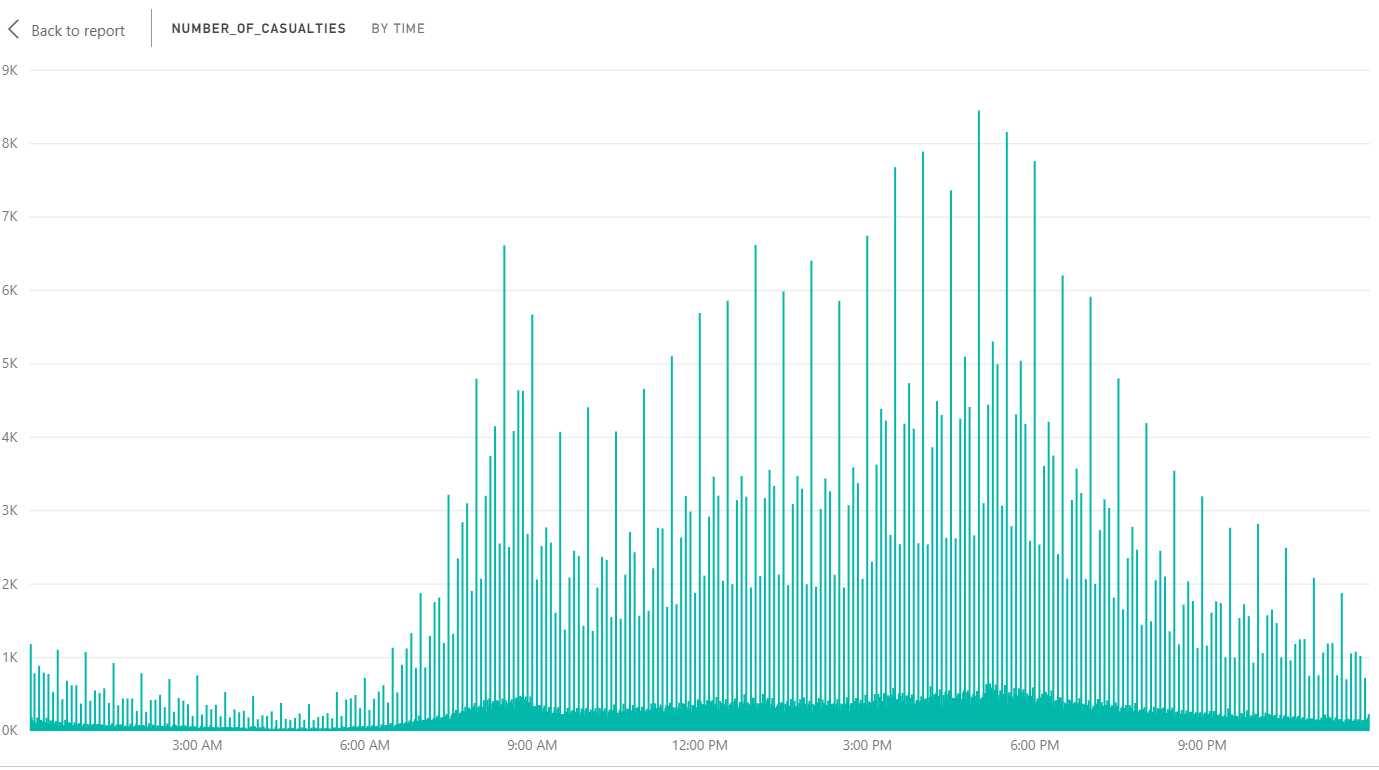 Back to report
NUMBER_OF_CASUALTIES BY TIME
9K
8K
7K
6K
5K
4K
3K
2K
1K
0K
3:00 AM 6:00 AM 9:00 AM 12:00 PM 3:00 PM 6:00 PM 9:00 PM